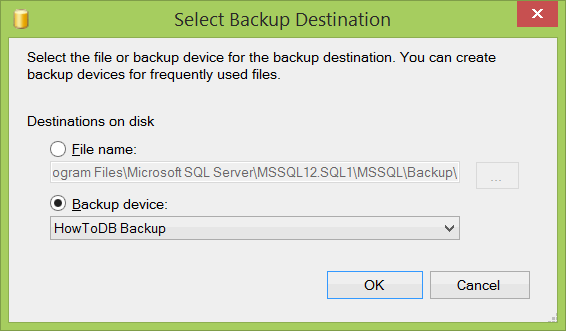 Select Backup Destination
Select the file or backup device for the backup destination. You can create
backup devices for frequently used files.
Destinations on disk
File name:
ogram Files\Microsoft SQL Server\MSSQL12.SQL1\MSSQL\Backup\
...
Backup device:
HowToDB Backup
OK
Cancel